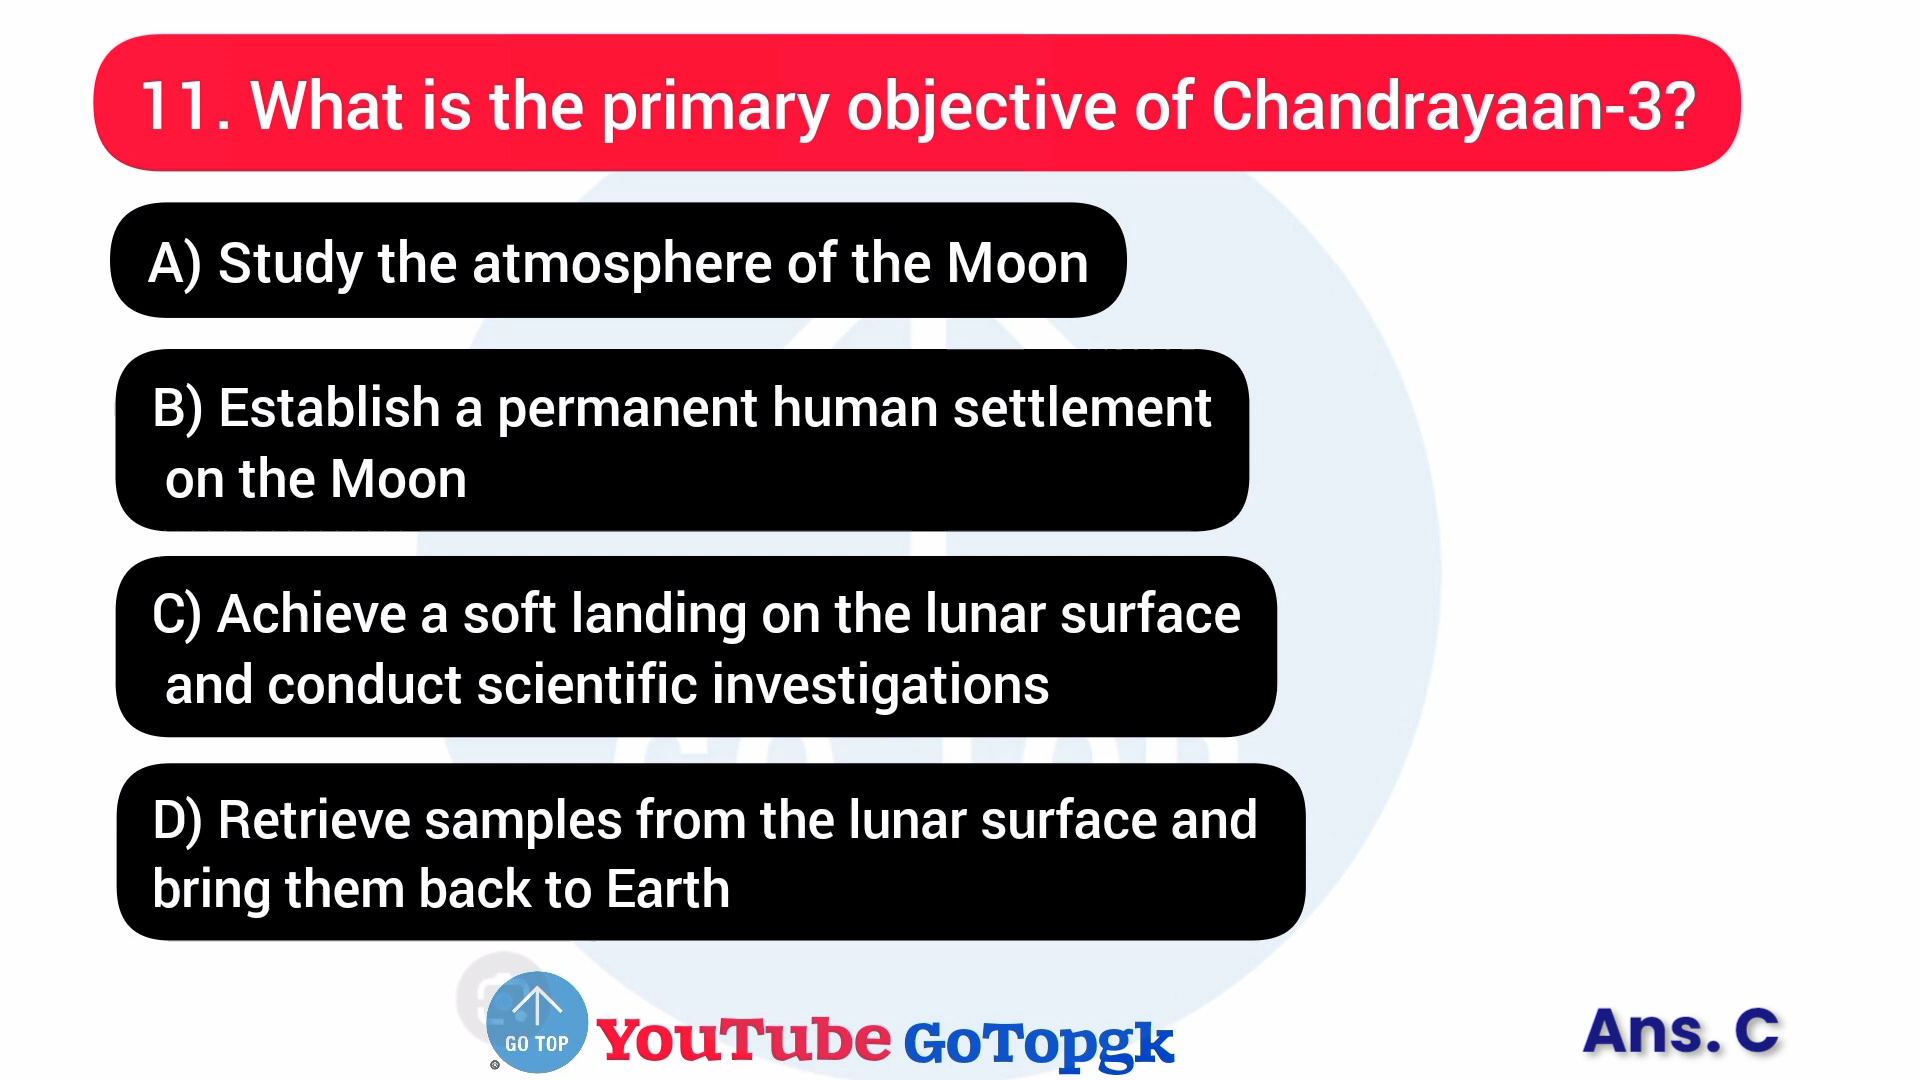 11. What is the primary objective of Chandrayaan-3?
A) Study the atmosphere of the Moon
B) Establish a permanent human settlement
on the Moon
C) Achieve a soft landing on the lunar surface
and conduct scientific investigations
D) Retrieve samples from the lunar surface and
bring them back to Earth
GO TOP
YouTube GoTopgk
Ans. C